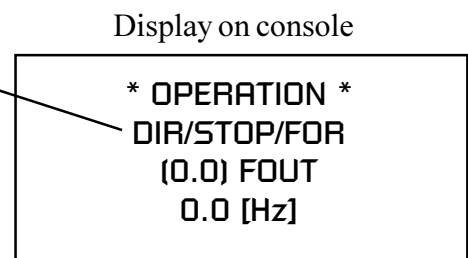 Display on console
* OPERATION *
DIR/STOP/FOR
(0.0) FOUT
0.0 [Hz]